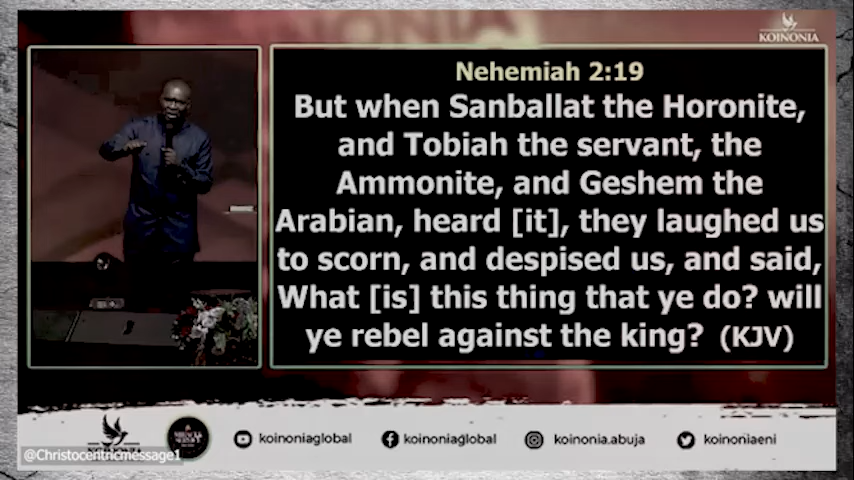 KOINONIA
Nehemiah 2:19
But when Sanballat the Horonite,
and Tobiah the servant, the
Ammonite, and Geshem the
Arabian, heard [it], they laughed us
to scorn, and despised us, and said,
What [is] this thing that ye do? will
ye rebel against the king? (KJV)
koinoniaglobal
koinoniaglobal
koinonia.abuja
koinoniaeni
@Christocentricmessage1